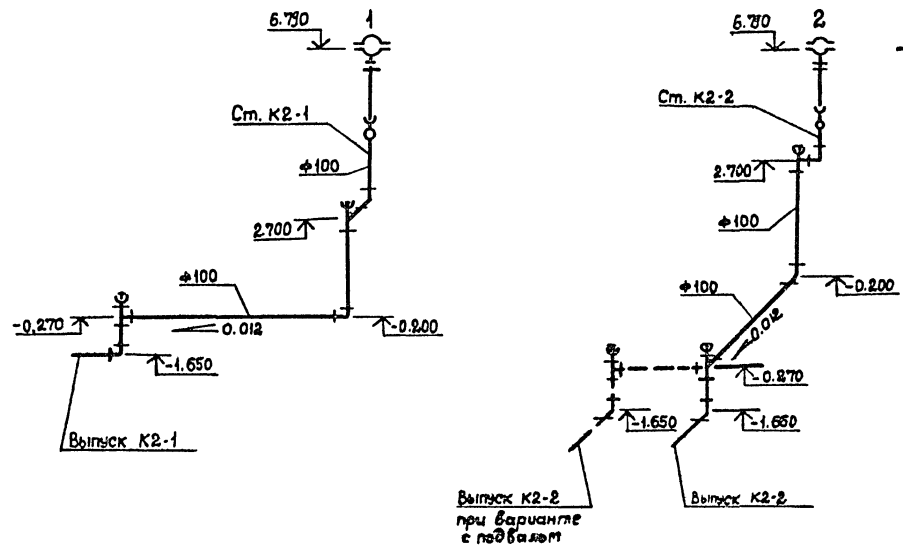 1
6.790
Ст. К2-1
ф100
2.700
ф100
-0,270
0.012
-0.200
-1.650
Выпуск К2-1
2
6.790
Ст. К2-2
2.700
ф100
-0.200
ф100
0.012
-0.270
-1.650
-1.650
Выпуск К2-2
при варианте
с подвалом
Выпуск К2-2